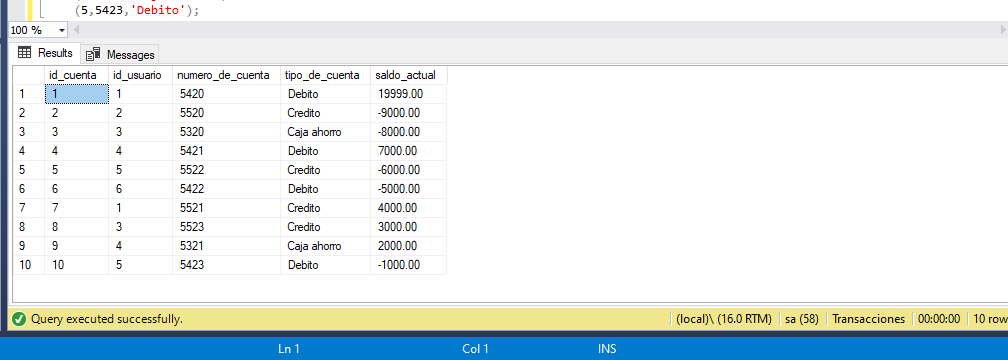 (5,5423,'Debito');
100 %
Results Messages
id_cuenta id_usuario numero_de_cuenta tipo_de_cuenta saldo_actual
1 1 1 5420 Debito 19999.00
2 2 2 5520 Credito -9000.00
3 3 3 5320 Caja ahorro -8000.00
4 4 4 5421 Debito 7000.00
5 5 5 5522 Credito -6000.00
6 6 6 5422 Debito -5000.00
7 7 1 5521 Credito 4000.00
8 8 3 5523 Credito 3000.00
9 9 4 5321 Caja ahorro 2000.00
10 10 5 5423 Debito -1000.00
Query executed successfully. (local)\ (16.0 RTM) sa (58) Transacciones 00:00:00 10 row
Ln 1 Col 1 INS